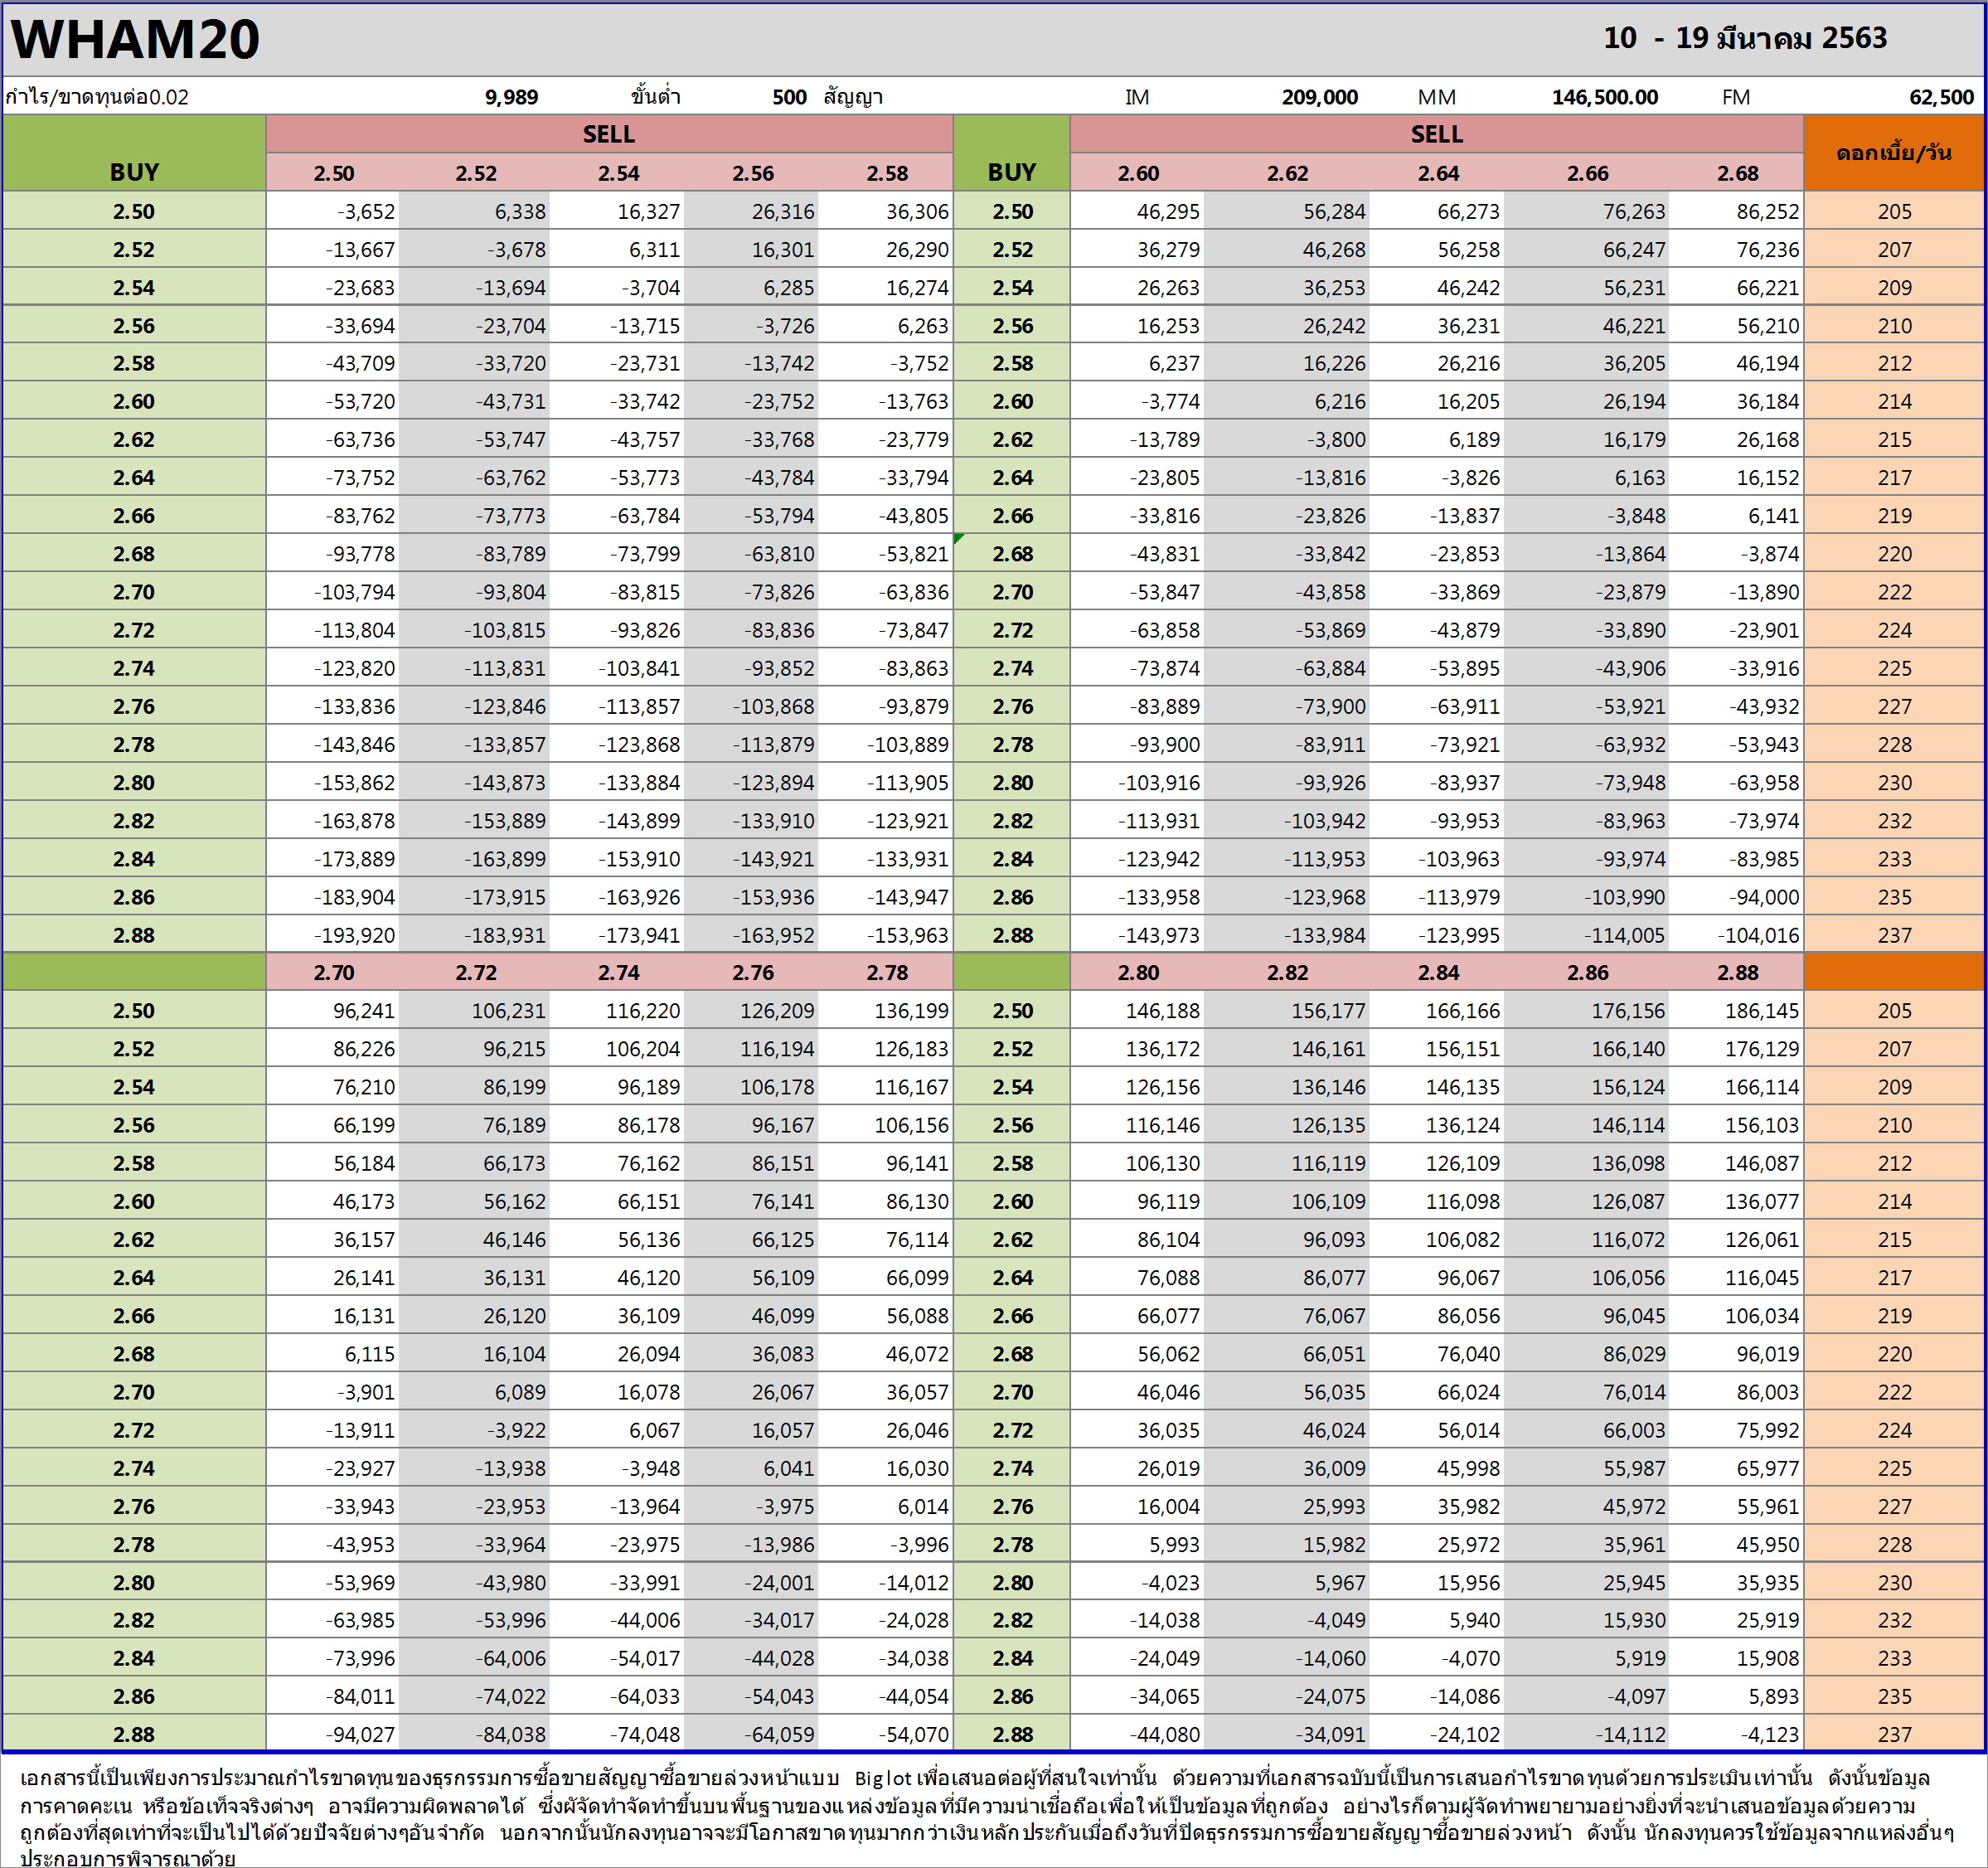 WHAM20 10 - 19 มีนาคม 2563
กำไร/ขาดทุนต่อ0.02 9,989 ขั้นต่ำ 500 สัญญา IM 209,000 MM 146,500.00 FM 62,500
BUY SELL BUY SELL ดอกเบี้ย/วัน
2.50 2.52 2.54 2.56 2.58 2.60 2.62 2.64 2.66 2.68
2.50 -3,652 6,338 16,327 26,316 36,306 2.50 46,295 56,284 66,273 76,263 86,252 205
2.52 -13,667 -3,678 6,311 16,301 26,290 2.52 36,279 46,268 56,258 66,247 76,236 207
2.54 -23,683 -13,694 -3,704 6,285 16,274 2.54 26,263 36,253 46,242 56,231 66,221 209
2.56 -33,694 -23,704 -13,715 -3,726 6,263 2.56 16,253 26,242 36,231 46,221 56,210 210
2.58 -43,709 -33,720 -23,731 -13,742 -3,752 2.58 6,237 16,226 26,216 36,205 46,194 212
2.60 -53,720 -43,731 -33,742 -23,752 -13,763 2.60 -3,774 6,216 16,205 26,194 36,184 214
2.62 -63,736 -53,747 -43,757 -33,768 -23,779 2.62 -13,789 -3,800 6,189 16,179 26,168 215
2.64 -73,752 -63,762 -53,773 -43,784 -33,794 2.64 -23,805 -13,816 -3,826 6,163 16,152 217
2.66 -83,762 -73,773 -63,784 -53,794 -43,805 2.66 -33,816 -23,826 -13,837 -3,848 6,141 219
2.68 -93,778 -83,789 -73,799 -63,810 -53,821 2.68 -43,831 -33,842 -23,853 -13,864 -3,874 220
2.70 -103,794 -93,804 -83,815 -73,826 -63,836 2.70 -53,847 -43,858 -33,869 -23,879 -13,890 222
2.72 -113,804 -103,815 -93,826 -83,836 -73,847 2.72 -63,858 -53,869 -43,879 -33,890 -23,901 224
2.74 -123,820 -113,831 -103,841 -93,852 -83,863 2.74 -73,874 -63,884 -53,895 -43,906 -33,916 225
2.76 -133,836 -123,846 -113,857 -103,868 -93,879 2.76 -83,889 -73,900 -63,911 -53,921 -43,932 227
2.78 -143,846 -133,857 -123,868 -113,879 -103,889 2.78 -93,900 -83,911 -73,921 -63,932 -53,943 228
2.80 -153,862 -143,873 -133,884 -123,894 -113,905 2.80 -103,916 -93,926 -83,937 -73,948 -63,958 230
2.82 -163,878 -153,889 -143,899 -133,910 -123,921 2.82 -113,931 -103,942 -93,953 -83,963 -73,974 232
2.84 -173,889 -163,899 -153,910 -143,921 -133,931 2.84 -123,942 -113,953 -103,963 -93,974 -83,985 233
2.86 -183,904 -173,915 -163,926 -153,936 -143,947 2.86 -133,958 -123,968 -113,979 -103,990 -94,000 235
2.88 -193,920 -183,931 -173,941 -163,952 -153,963 2.88 -143,973 -133,984 -123,995 -114,005 -104,016 237
2.70 2.72 2.74 2.76 2.78 2.80 2.82 2.84 2.86 2.88
2.50 96,241 106,231 116,220 126,209 136,199 2.50 146,188 156,177 166,166 176,156 186,145 205
2.52 86,226 96,215 106,204 116,194 126,183 2.52 136,172 146,161 156,151 166,140 176,129 207
2.54 76,210 86,199 96,189 106,178 116,167 2.54 126,156 136,146 146,135 156,124 166,114 209
2.56 66,199 76,189 86,178 96,167 106,156 2.56 116,146 126,135 136,124 146,114 156,103 210
2.58 56,184 66,173 76,162 86,151 96,141 2.58 106,130 116,119 126,109 136,098 146,087 212
2.60 46,173 56,162 66,151 76,141 86,130 2.60 96,119 106,109 116,098 126,087 136,077 214
2.62 36,157 46,146 56,136 66,125 76,114 2.62 86,104 96,093 106,082 116,072 126,061 215
2.64 26,141 36,131 46,120 56,109 66,099 2.64 76,088 86,077 96,067 106,056 116,045 217
2.66 16,131 26,120 36,109 46,099 56,088 2.66 66,077 76,067 86,056 96,045 106,034 219
2.68 6,115 16,104 26,094 36,083 46,072 2.68 56,062 66,051 76,040 86,029 96,019 220
2.70 -3,901 6,089 16,078 26,067 36,057 2.70 46,046 56,035 66,024 76,014 86,003 222
2.72 -13,911 -3,922 6,067 16,057 26,046 2.72 36,035 46,024 56,014 66,003 75,992 224
2.74 -23,927 -13,938 -3,948 6,041 16,030 2.74 26,019 36,009 45,998 55,987 65,977 225
2.76 -33,943 -23,953 -13,964 -3,975 6,014 2.76 16,004 25,993 35,982 45,972 55,961 227
2.78 -43,953 -33,964 -23,975 -13,986 -3,996 2.78 5,993 15,982 25,972 35,961 45,950 228
2.80 -53,969 -43,980 -33,991 -24,001 -14,012 2.80 -4,023 5,967 15,956 25,945 35,935 230
2.82 -63,985 -53,996 -44,006 -34,017 -24,028 2.82 -14,038 -4,049 5,940 15,930 25,919 232
2.84 -73,996 -64,006 -54,017 -44,028 -34,038 2.84 -24,049 -14,060 -4,070 5,919 15,908 233
2.86 -84,011 -74,022 -64,033 -54,043 -44,054 2.86 -34,065 -24,075 -14,086 -4,097 5,893 235
2.88 -94,027 -84,038 -74,048 -64,059 -54,070 2.88 -44,080 -34,091 -24,102 -14,112 -4,123 237
เอกสารนี้เป็นเพียงการประมาณกำไรขาดทุนของธุรกรรมการซื้อขายสัญญาซื้อขายล่วงหน้าแบบ Big lot เพื่อเสนอต่อผู้ที่สนใจเท่านั้น ด้วยความที่เอกสารฉบับนี้เป็นการเสนอกำไรขาดทุนด้วยการประเมินเท่านั้น ดังนั้นข้อมูล
การคาดคะเน หรือข้อเท็จจริงต่างๆ อาจมีความผิดพลาดได้ ซึ่งผัจัดทำจัดทำขึ้นบนพื้นฐานของแหล่งข้อมูลที่มีความน่าเชื่อถือเพื่อให้เป็นข้อมูลที่ถูกต้อง อย่างไรก็ตามผู้จัดทำพยายามอย่างยิ่งที่จะนำเสนอข้อมูลด้วยความ
ถูกต้องที่สุดเท่าที่จะเป็นไปได้ด้วยปัจจัยต่างๆอันจำกัด นอกจากนั้นนักลงทุนอาจจะมีโอกาสขาดทุนมากกว่าเงินหลักประกันเมื่อถึงวันที่ปิดธุรกรรมการซื้อขายสัญญาซื้อขายล่วงหน้า ดังนั้น นักลงทุนควรใช้ข้อมูลจากแหล่งอื่นๆ
ประกอบการพิจารณาด้วย